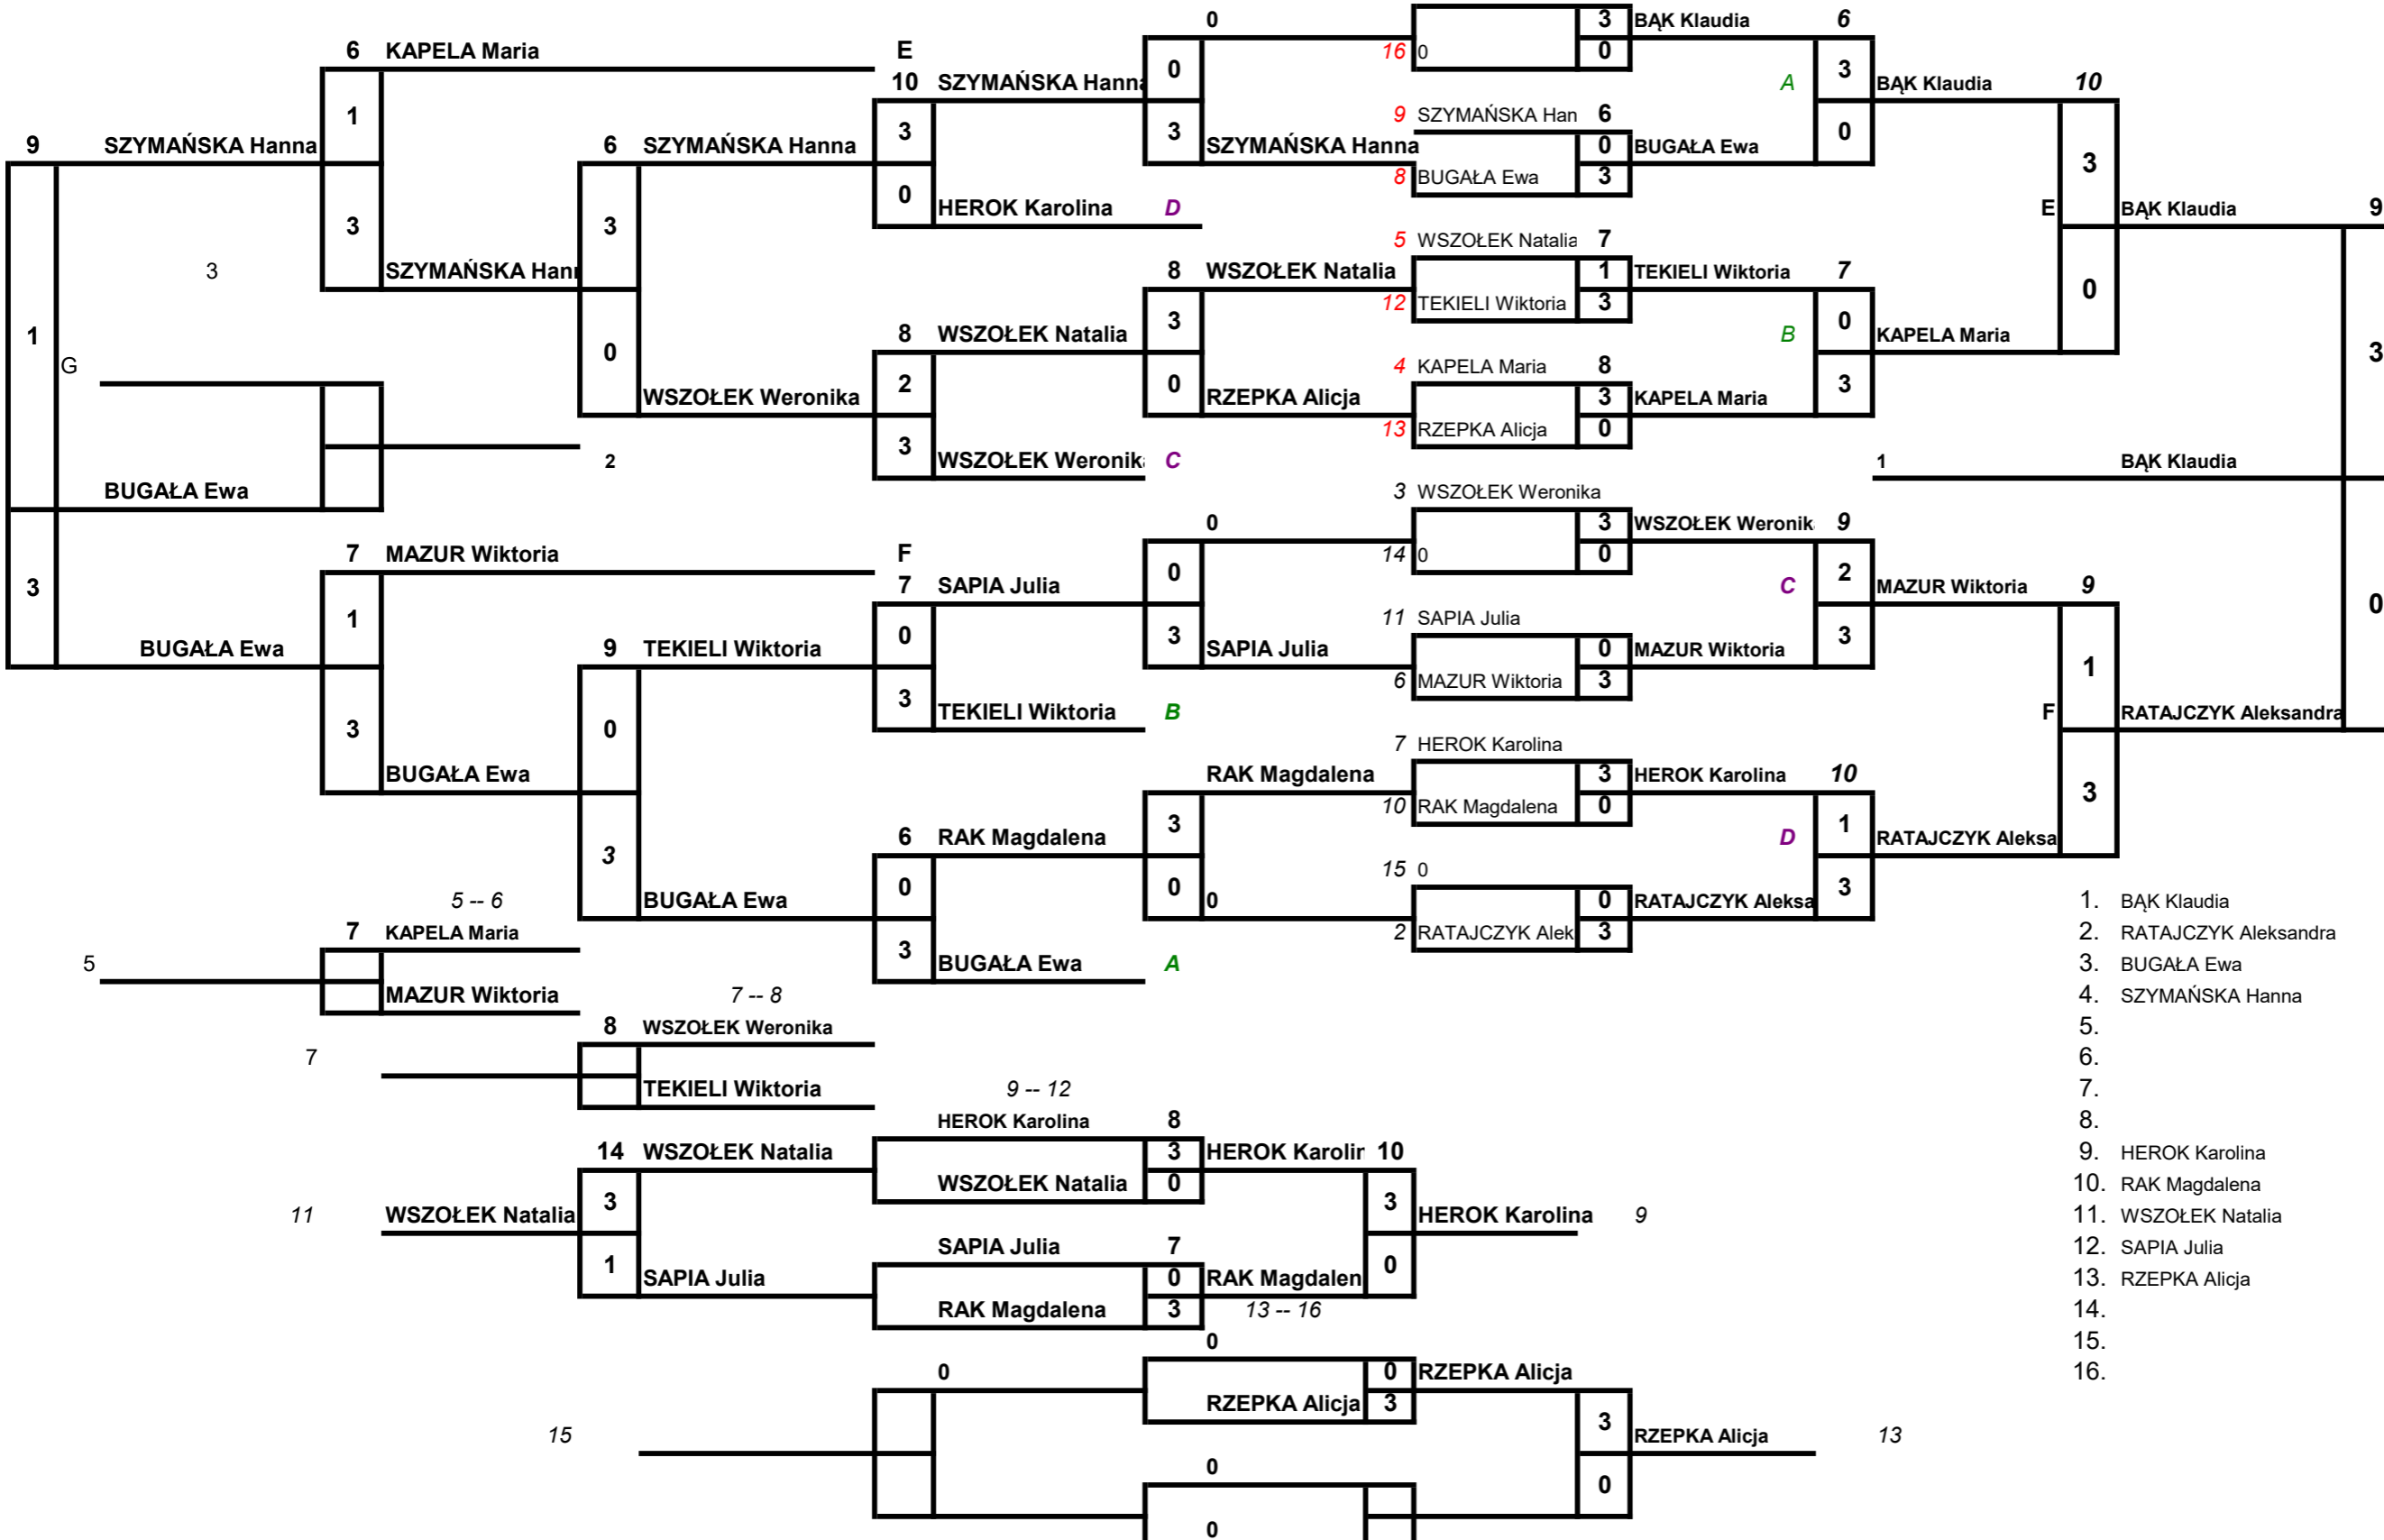 0 3 BĄK Klaudia 6
6 KAPELA Maria E 16 0 0
10 SZYMAŃSKA Hanna 0 3 A BĄK Klaudia 10
1 9 SZYMAŃSKA Han 6
9 SZYMAŃSKA Hanna 6 SZYMAŃSKA Hanna 3 3 SZYMAŃSKA Hanna 0 BUGAŁA Ewa 0
8 BUGAŁA Ewa 3 3
0 HEROK Karolina D E BĄK Klaudia 9
3 3 5 WSZOŁEK Natalia 7
3 SZYMAŃSKA Han 8 WSZOŁEK Natalia 1 TEKIELI Wiktoria 7
12 TEKIELI Wiktoria 3 0
1 8 WSZOŁEK Natalia 3 0 B KAPELA Maria
G 0 4 KAPELA Maria 8 3
2 0 3
WSZOŁEK Weronika RZEPKA Alicja 3 KAPELA Maria
13 RZEPKA Alicja 0
2 3 WSZOŁEK Weronik C 1 BĄK Klaudia
BUGAŁA Ewa 3 WSZOŁEK Weronika
0 3 WSZOŁEK Weronik 9
7 MAZUR Wiktoria F 14 0 0
3 7 SAPIA Julia 0 2 C MAZUR Wiktoria 9
1 11 SAPIA Julia 0
BUGAŁA Ewa 9 TEKIELI Wiktoria 0 3 SAPIA Julia 0 MAZUR Wiktoria 3
6 MAZUR Wiktoria 3 1
3 TEKIELI Wiktoria B F RATAJCZYK Aleksandra
3 0 7 HEROK Karolina
BUGAŁA Ewa RAK Magdalena 3 HEROK Karolina 10
10 RAK Magdalena 0 3
6 RAK Magdalena 3 D 1 RATAJCZYK Aleksa
3 15 0
5 -- 6 BUGAŁA Ewa 0 0 0 0 RATAJCZYK Aleksa 3 1. BĄK Klaudia
7 KAPELA Maria 2 RATAJCZYK Alek 3 2. RATAJCZYK Aleksandra
5 3 BUGAŁA Ewa A 3. BUGAŁA Ewa
MAZUR Wiktoria 7 -- 8 4. SZYMAŃSKA Hanna
8 WSZOŁEK Weronika 5.
7 6.
TEKIELI Wiktoria 9 -- 12 7.
HEROK Karolina 8 8.
14 WSZOŁEK Natalia 3 HEROK Karolin 10 9. HEROK Karolina
3 WSZOŁEK Natalia 0 3 10. RAK Magdalena
11 WSZOŁEK Natalia HEROK Karolina 9 11. WSZOŁEK Natalia
1 SAPIA Julia 7 0 12. SAPIA Julia
SAPIA Julia 0 RAK Magdalen 13. RZEPKA Alicja
RAK Magdalena 3 13 -- 16 14.
0 15.
0 0 RZEPKA Alicja 16.
RZEPKA Alicja 3
15 3 RZEPKA Alicja 13
0 0
0